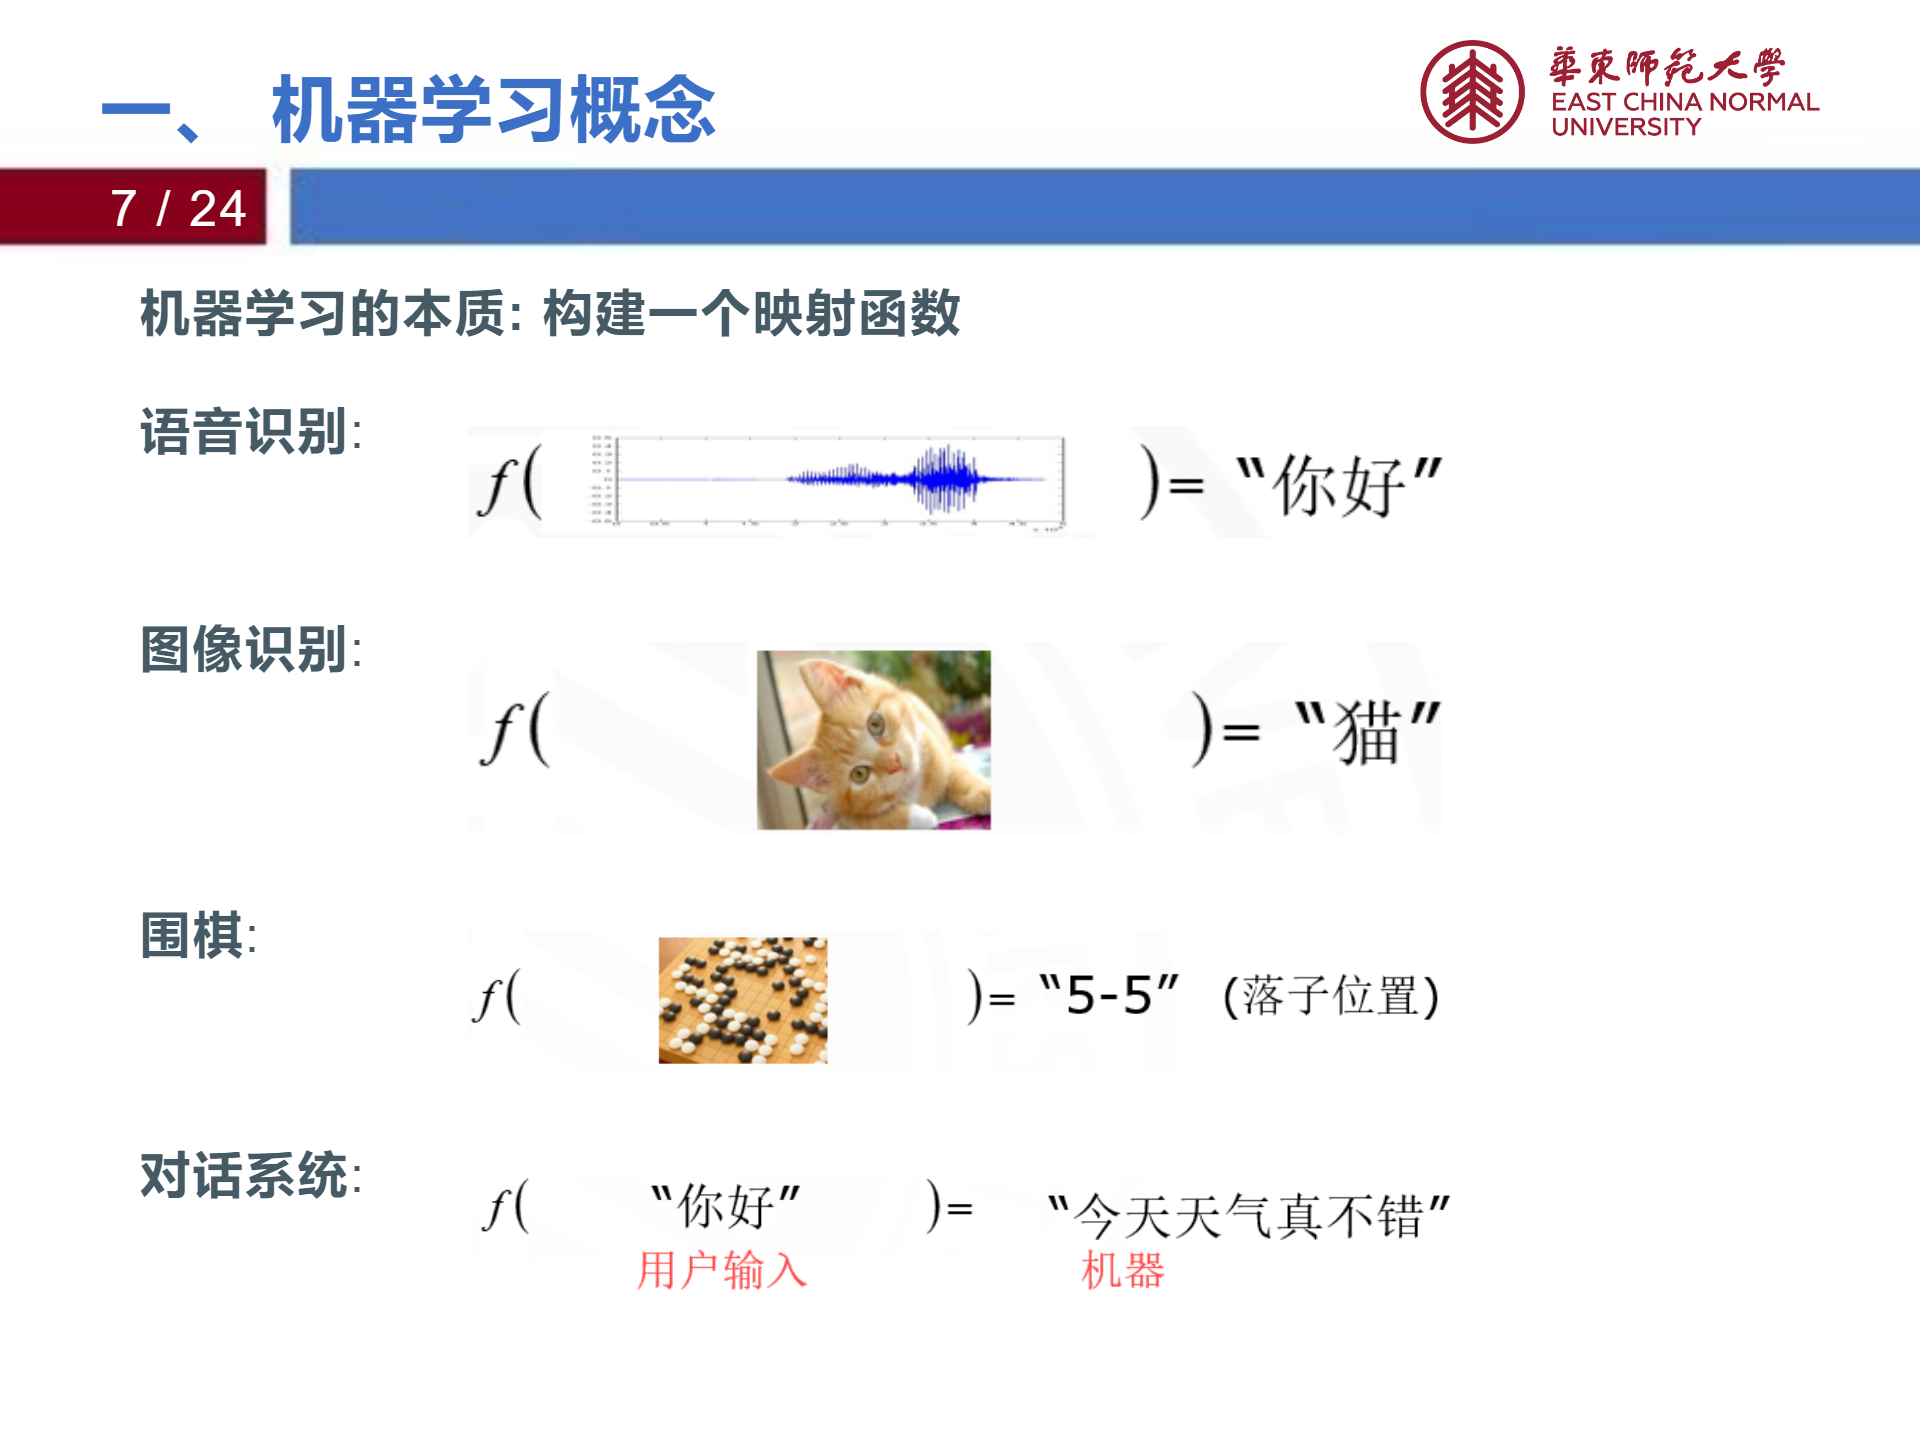 一、 机器学习概念
華東師範大學
EAST CHINA NORMAL
UNIVERSITY
7 / 24
机器学习的本质: 构建一个映射函数
语音识别:
f( )= “你好”
图像识别:
f( )= “猫”
围棋:
f( )= “5-5” (落子位置)
对话系统:
f( “你好” )= “今天天气真不错”
用户输入 机器